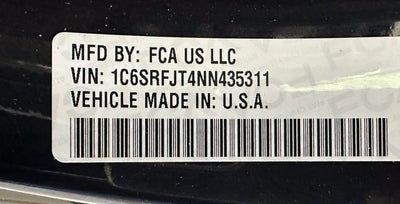 MFD BY: FCA US LLC
VIN: 1C6SRFJT4NN435311
VEHICLE MADE IN: U.S.A.